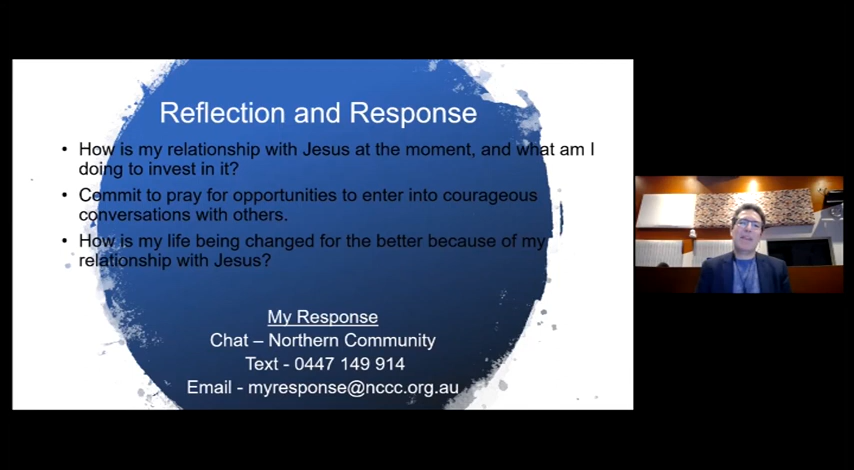 Reflection and Response
• How is my relationship with Jesus at the moment, and what am I
doing to invest in it?
• Commit to pray for opportunities to enter into courageous
conversations with others.
• How is my life being changed for the better because of my
relationship with Jesus?
My Response
Chat – Northern Community
Text - 0447 149 914
Email - myresponse@nccc.org.au